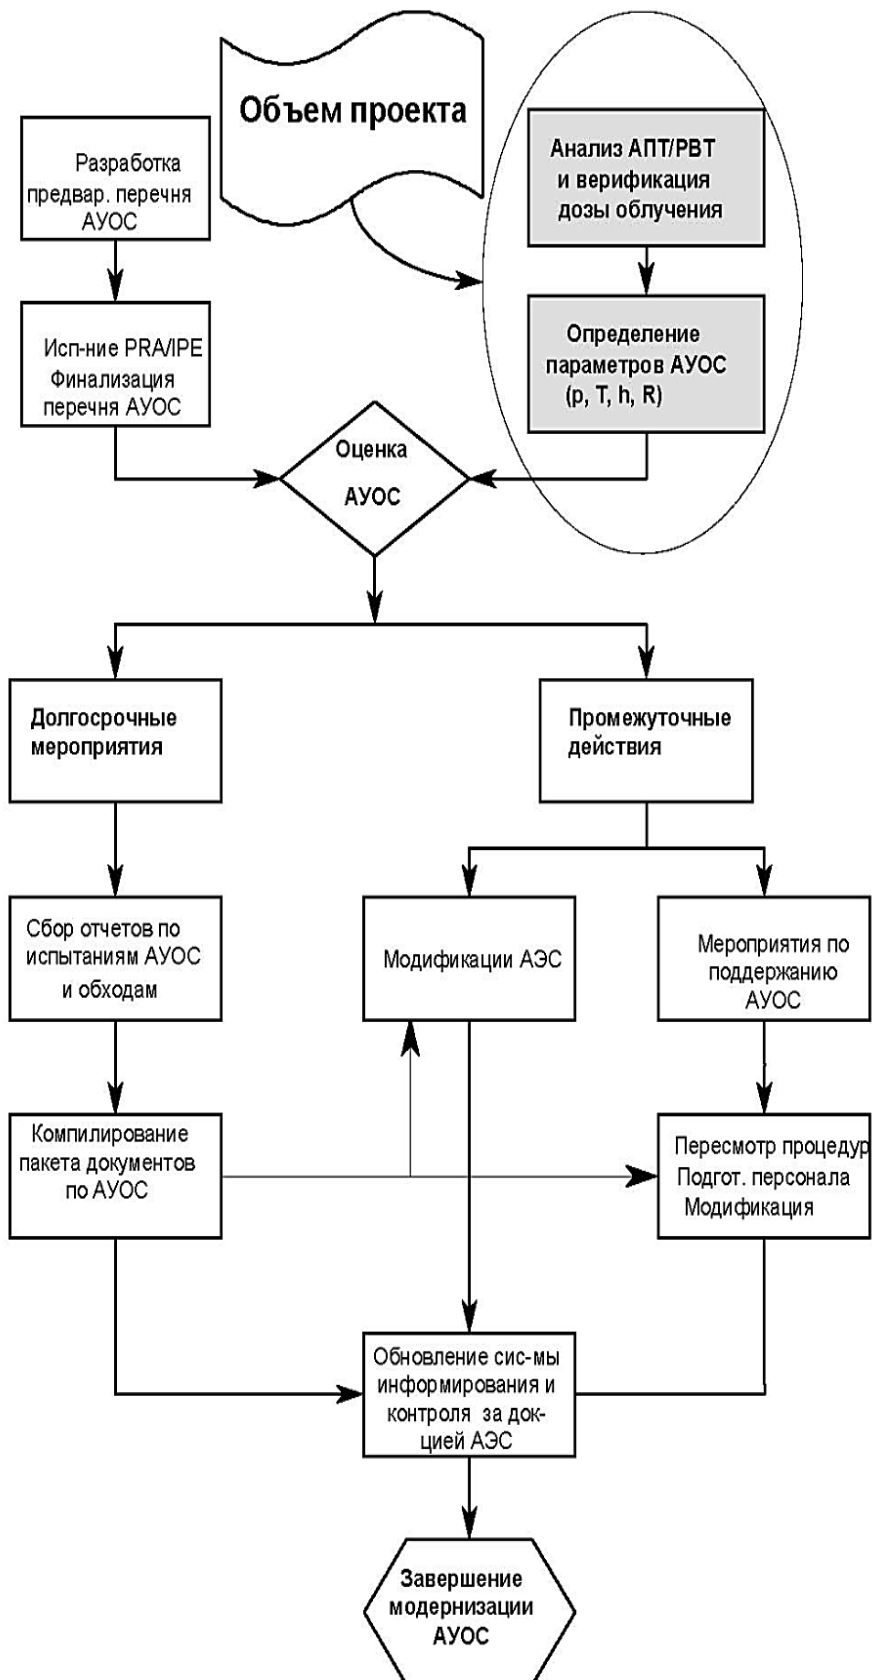 Объем проекта
Разработка
предвар. перечня
АУОС
Анализ АПТ/РВТ
и верификация
дозы облучения
Исп-ние PRA/IPE
Финализация
перечня АУОС
Определение
параметров АУОС
(p, T, h, R)
Оценка
АУОС
Долгосрочные
мероприятия
Промежуточные
действия
Сбор отчетов по
испытаниям АУОС
и обходам
Модификации АЭС
Мероприятия по
поддержанию
АУОС
Компилирование
пакета документов
по АУОС
Пересмотр процедур
Подгот. персонала
Модификация
Обновление сис-мы
информирования и
контроля за док-
цией АЭС
Завершение
модернизации
АУОС